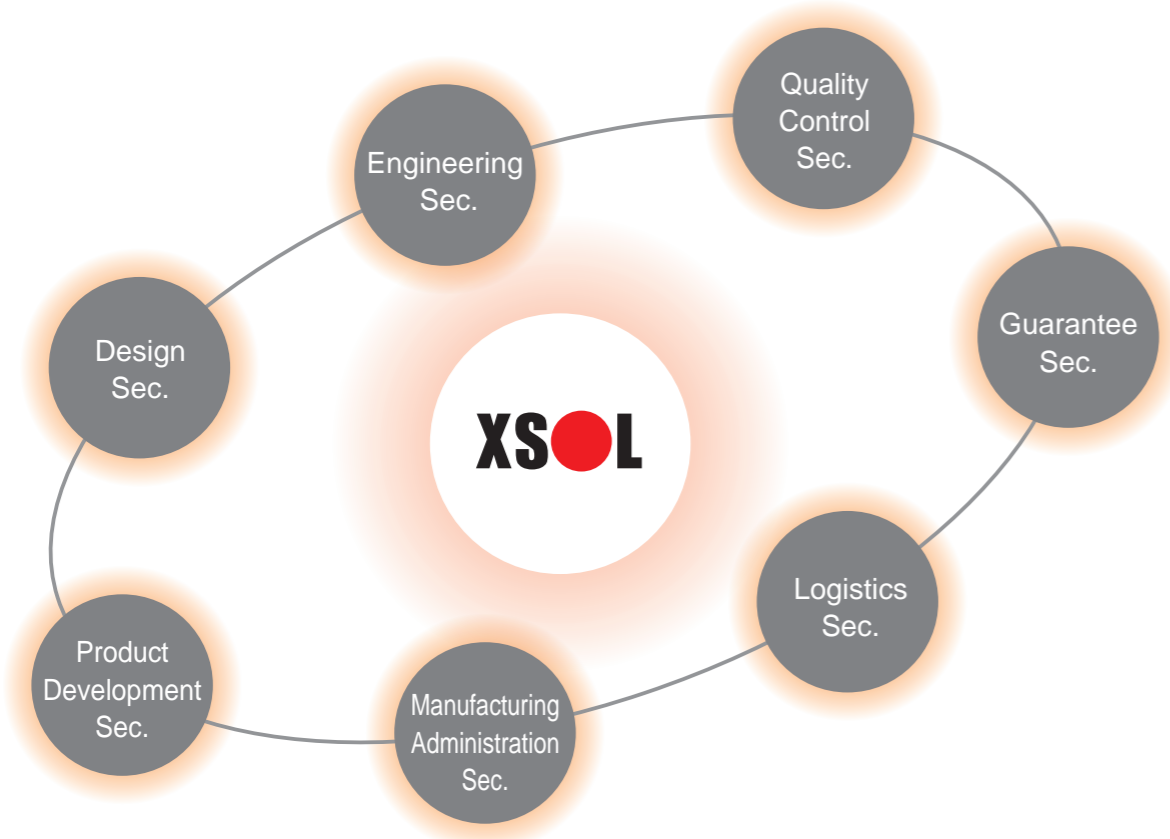 Quality
Control
Sec.
Engineering
Sec.
Guarantee
Sec.
Design
Sec.
XSOL
Logistics
Sec.
Product
Development
Sec.
Manufacturing
Administration
Sec.